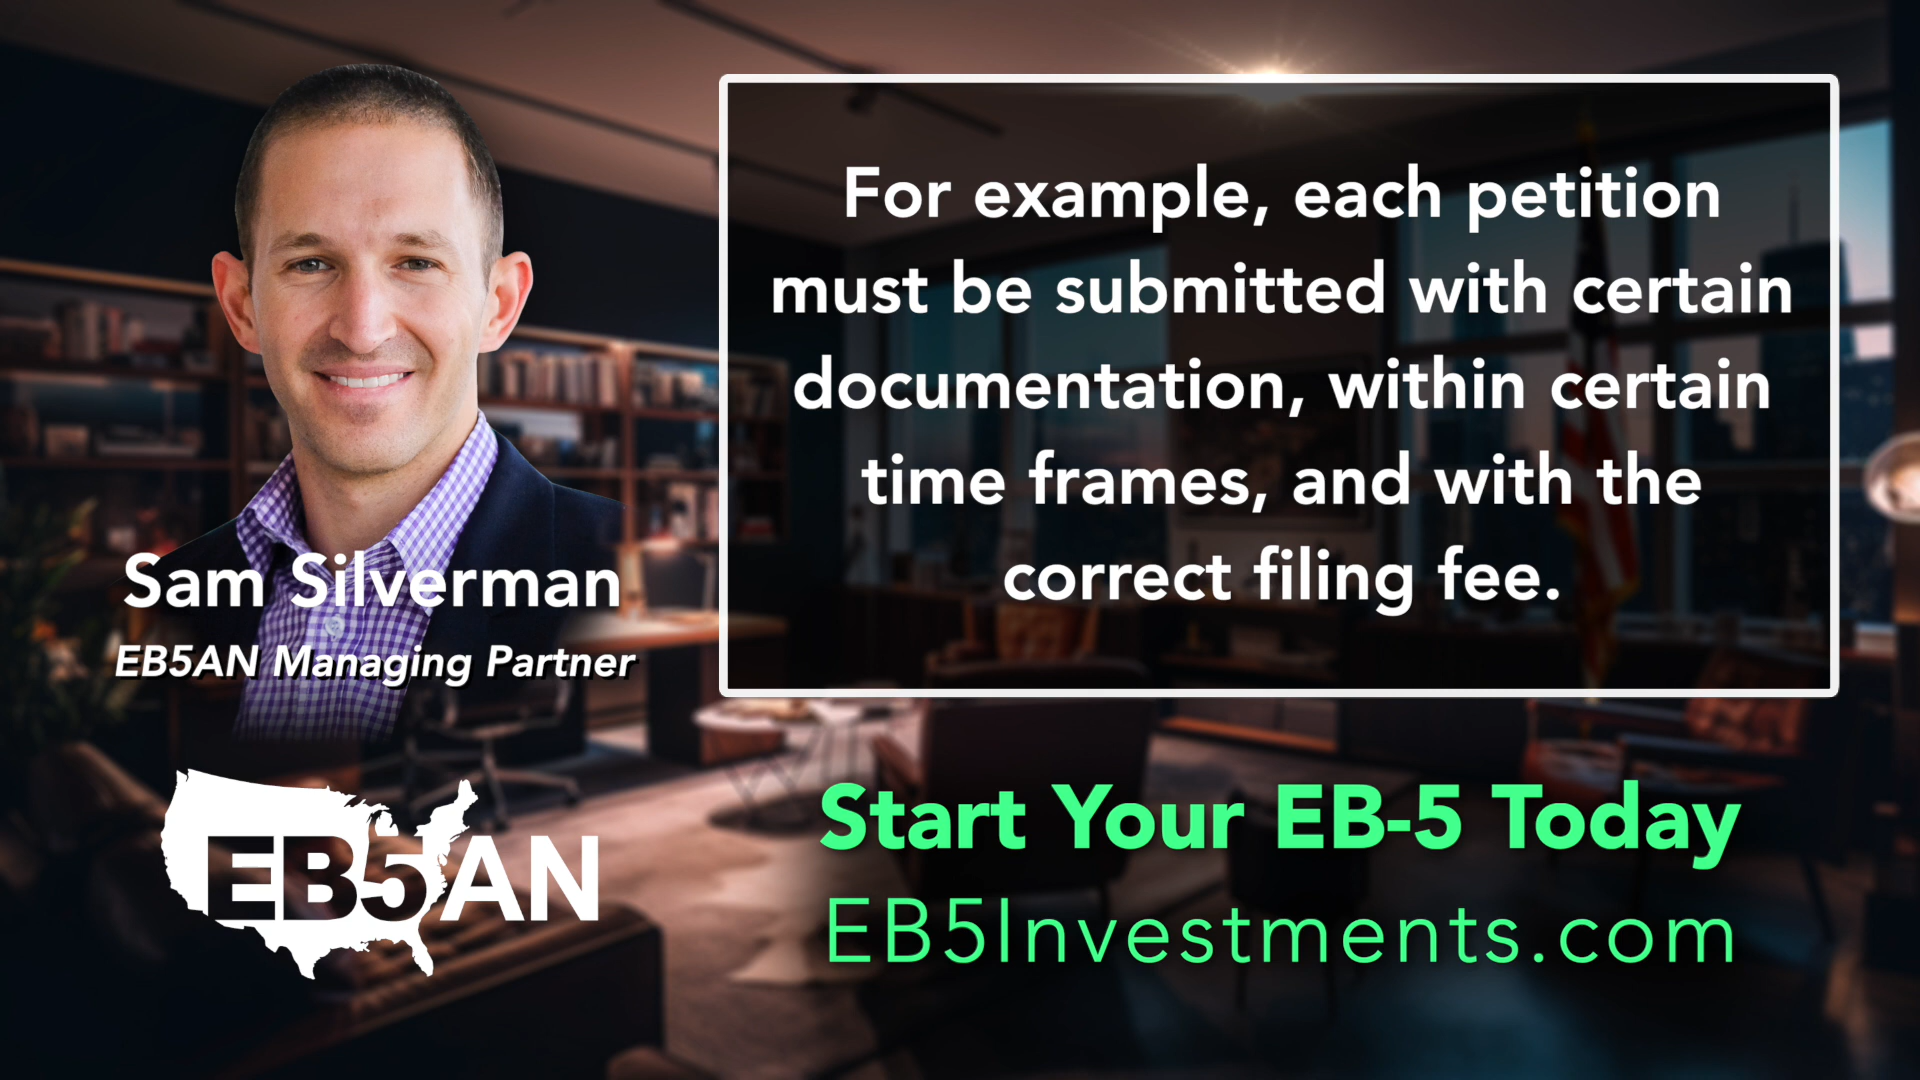 For example, each petition
must be submitted with certain
documentation, within certain
time frames, and with the
correct filing fee.
Sam Silverman
EB5AN Managing Partner
EB5AN
Start Your EB-5 Today
EB5Investments.com